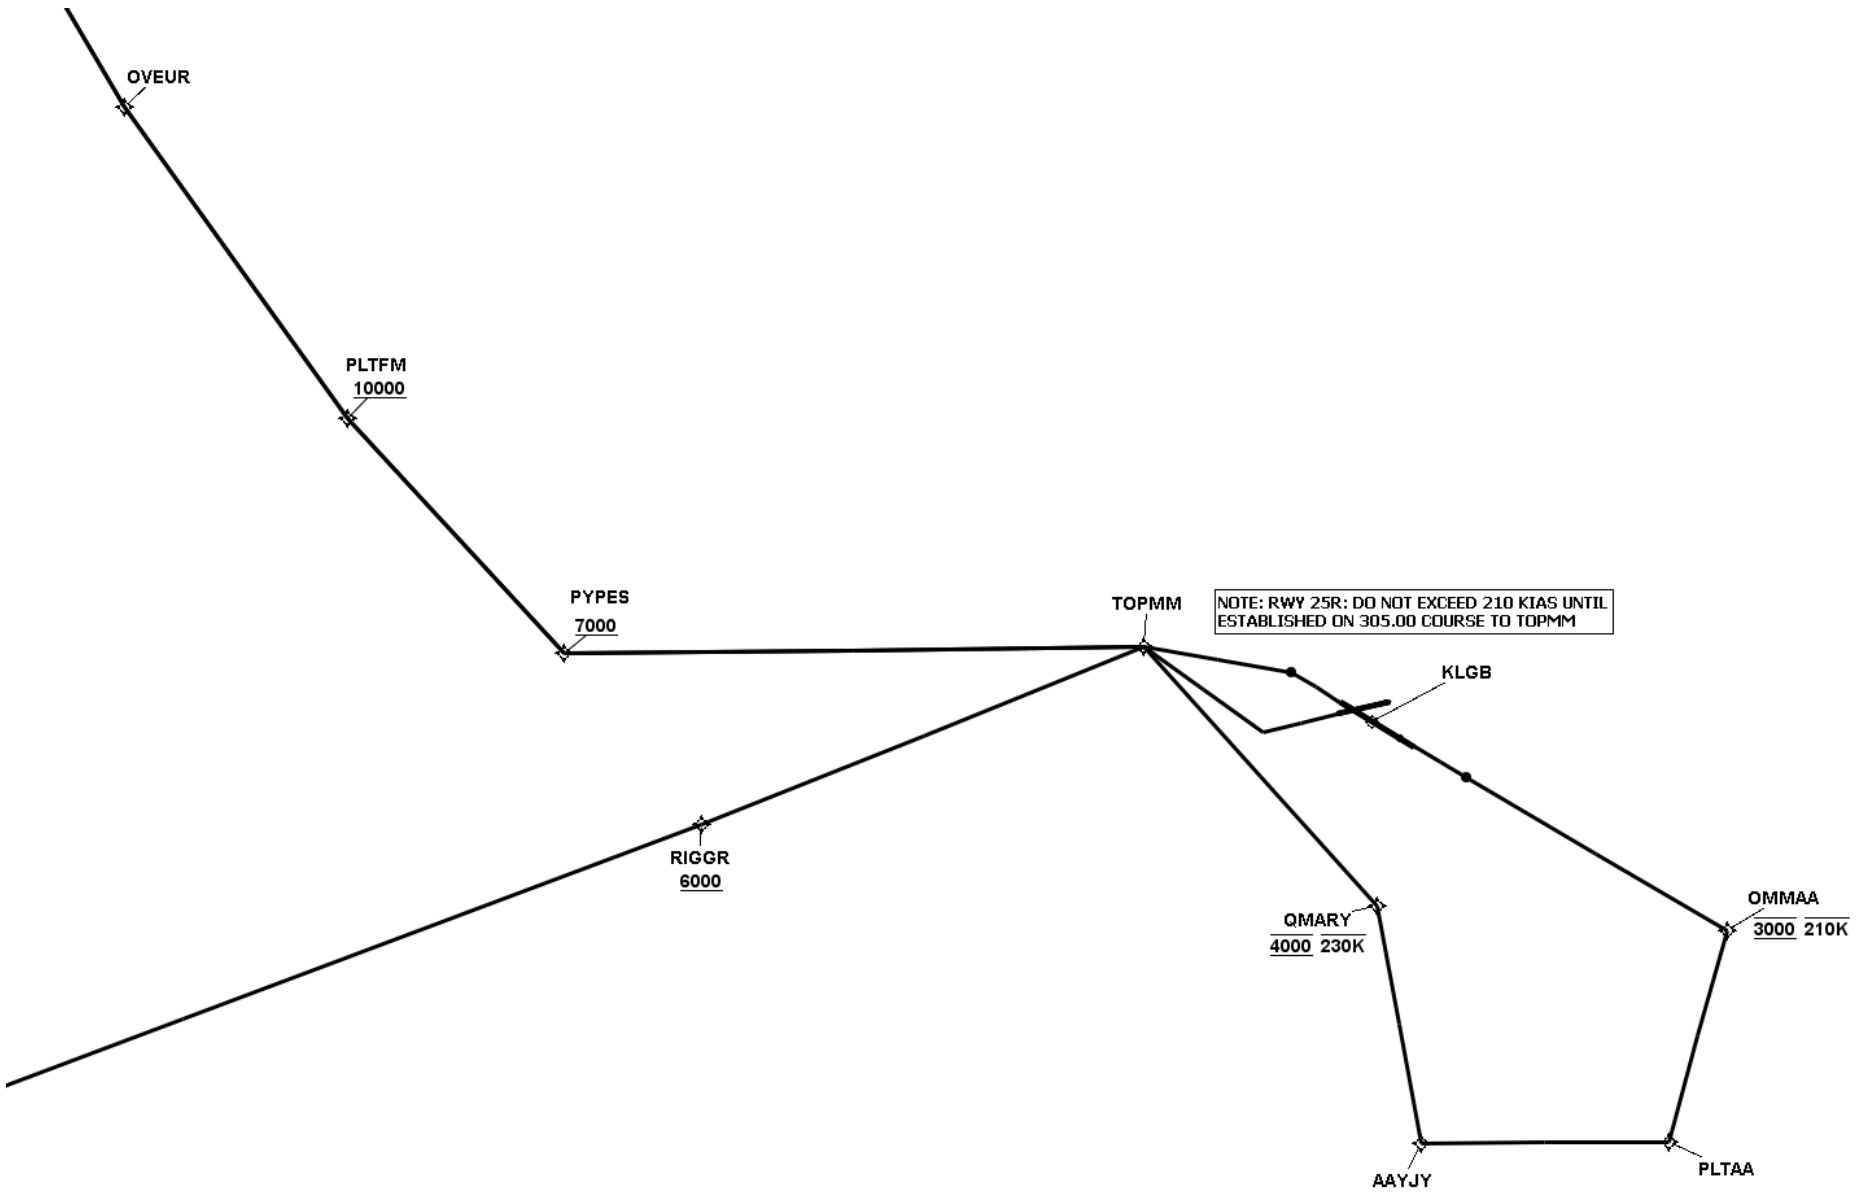 OVEUR
PLTFM
10000
PYPES
7000
TOPMM
NOTE: RWY 25R: DO NOT EXCEED 210 KIAS UNTIL
ESTABLISHED ON 305.00 COURSE TO TOPMM
KLGB
RIGGR
6000
OMMAA
3000 210K
QMARY
4000 230K
PLTAA
AAYJY